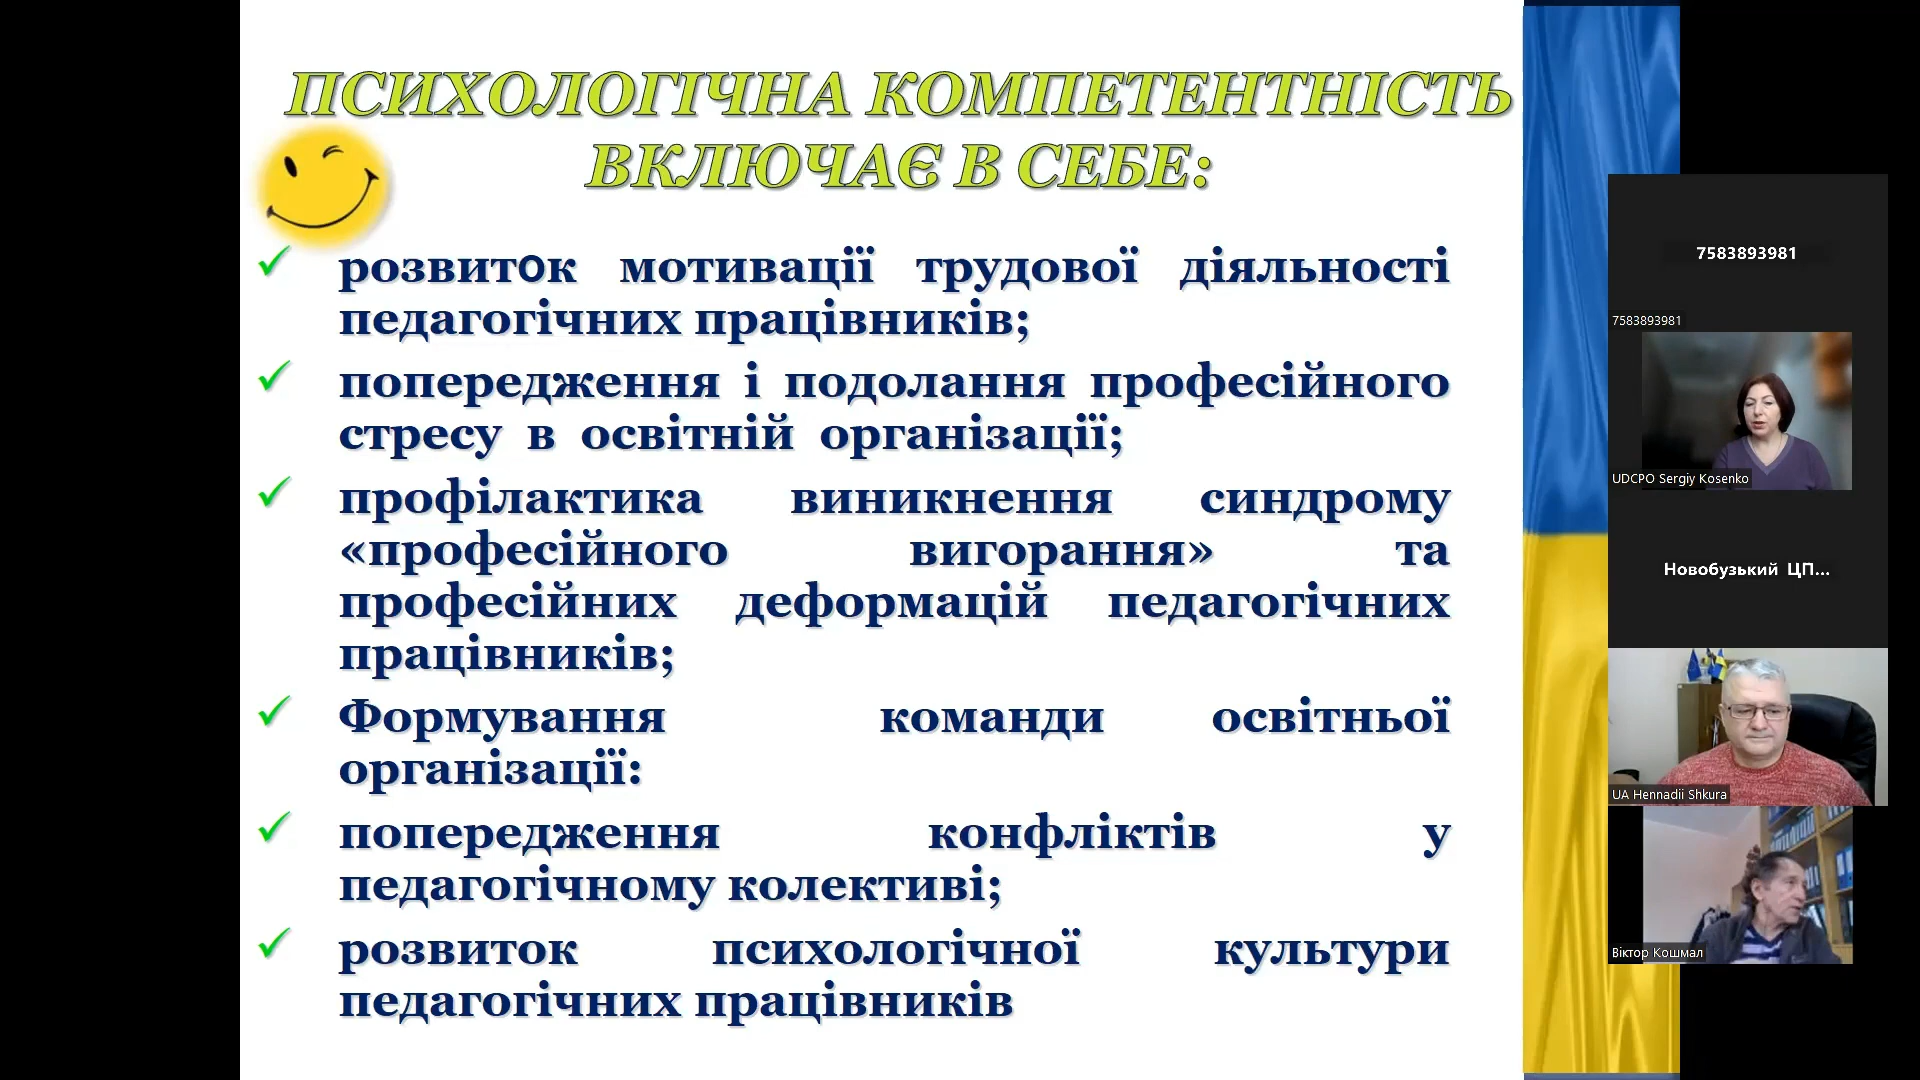 ПСИХОЛОГІЧНА КОМПЕТЕНТНІСТЬ
ВКЛЮЧАЄ В СЕБЕ:
розвиток мотивації трудової діяльності
педагогічних працівників;
попередження і подолання професійного
стресу в освітній організації;
профілактика виникнення синдрому
«професійного вигорання» та
професійних деформацій педагогічних
працівників;
Формування команди освітньої
організації:
попередження конфліктів у
педагогічному колективі;
розвиток психологічної культури
педагогічних працівників
7583893981
7583893981
UDCPO Sergiy Kosenko
Новобузький ЦП...
UA Hennadii Shkura
Віктор Кошмал